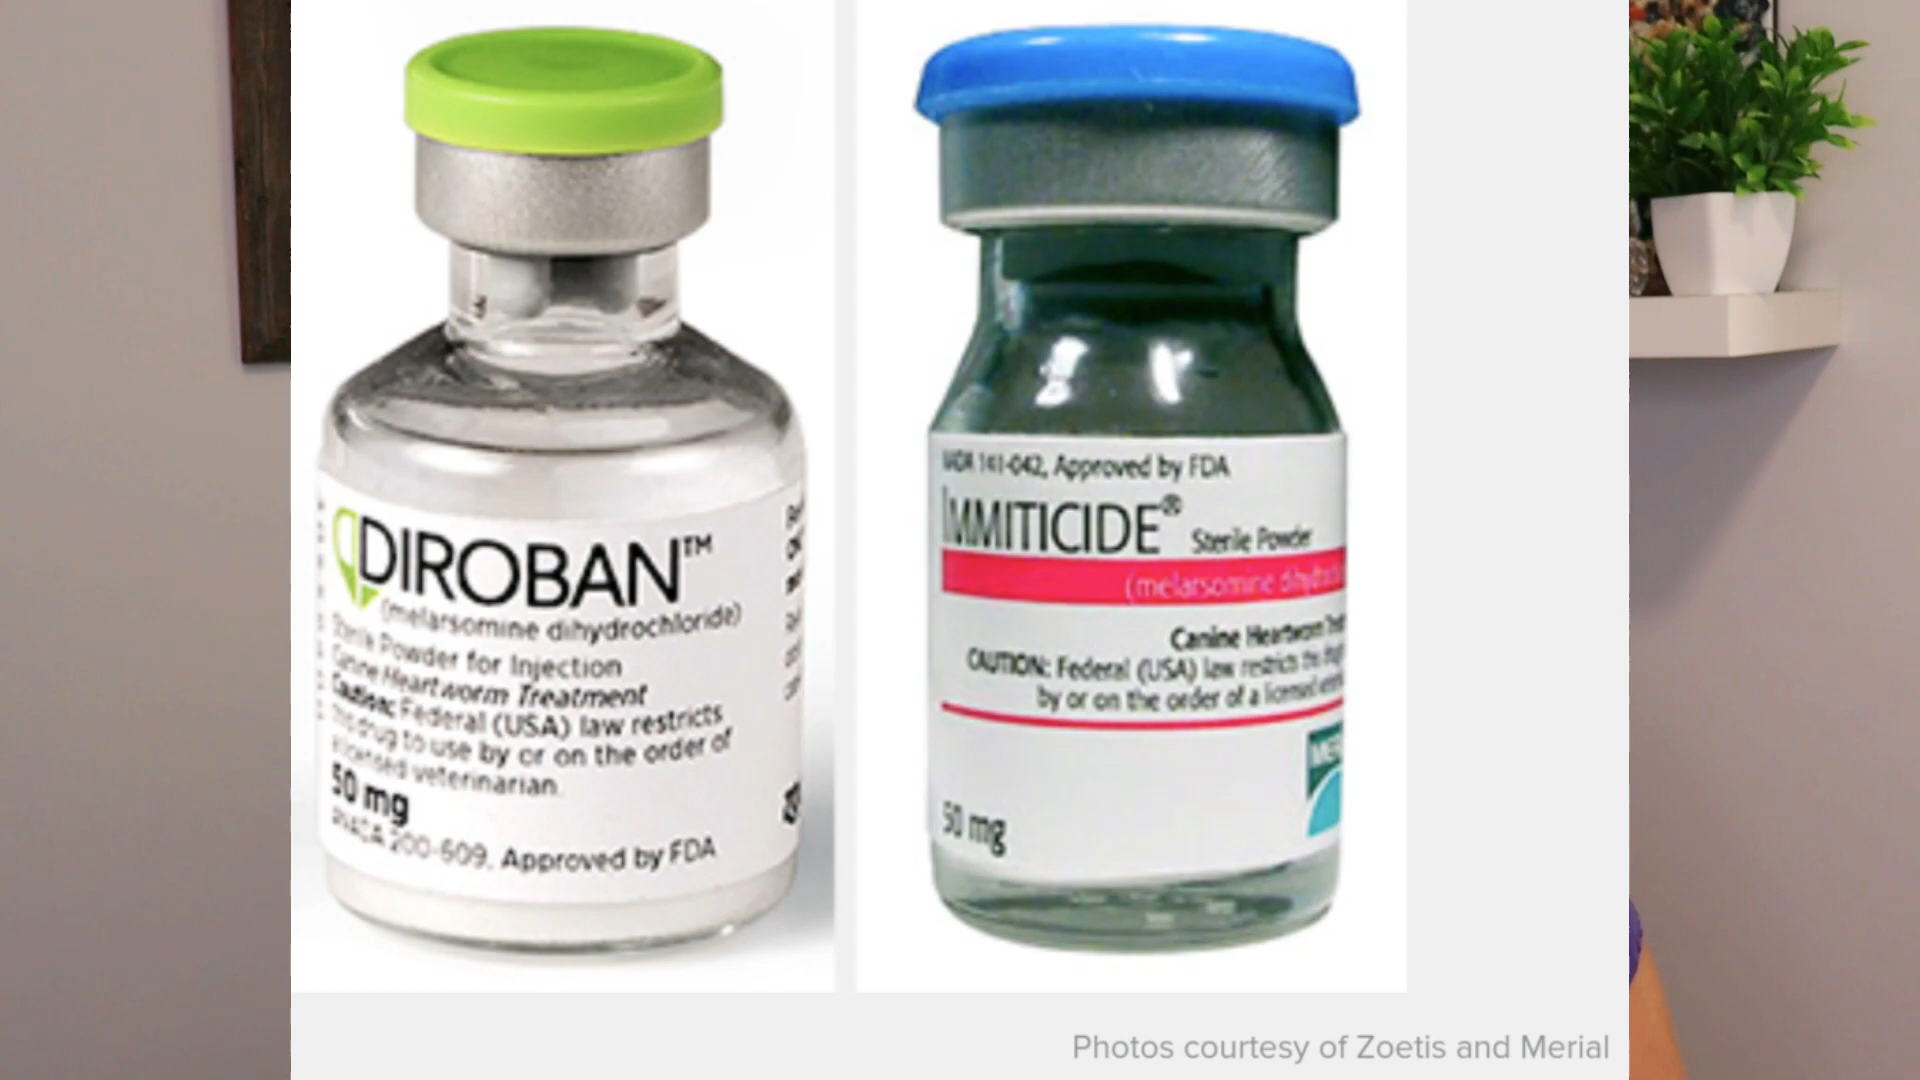 DIROBAN™
(melarsomine dihydrochloride)
Sterile Powder for Injection
Canine Heartworm Treatment
Caution: Federal (USA) law restricts
this drug to use by or on the order of
licensed veterinarian.
50 mg
200-609, Approved by FDA
NADA 141-042, Approved by FDA
IMMITICIDE® Sterile Powder
(melarsomine
Canine Heartworm
CAUTION: Federal (USA) law restricts this
by or on the order of a licensed
50 mg
Photos courtesy of Zoetis and Merial